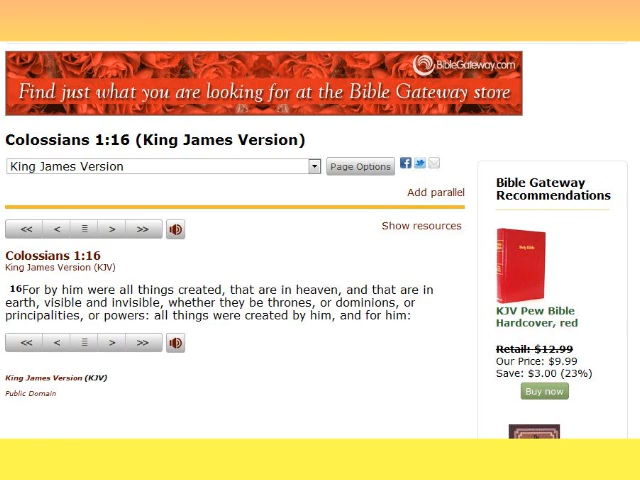 BibleGateway.com
Find just what you are looking for at the Bible Gateway store
Colossians 1:16 (King James Version)
King James Version
Page Options
Add parallel
<< < ≡ > >>
Show resources
Colossians 1:16
King James Version (KJV)
16For by him were all things created, that are in heaven, and that are in
earth, visible and invisible, whether they be thrones, or dominions, or
principalities, or powers: all things were created by him, and for him:
<< < ≡ > >>
King James Version (KJV)
Public Domain
Bible Gateway
Recommendations
Holy Bible
KJV Pew Bible
Hardcover, red
Retail: $12.99
Our Price: $9.99
Save: $3.00 (23%)
Buy now